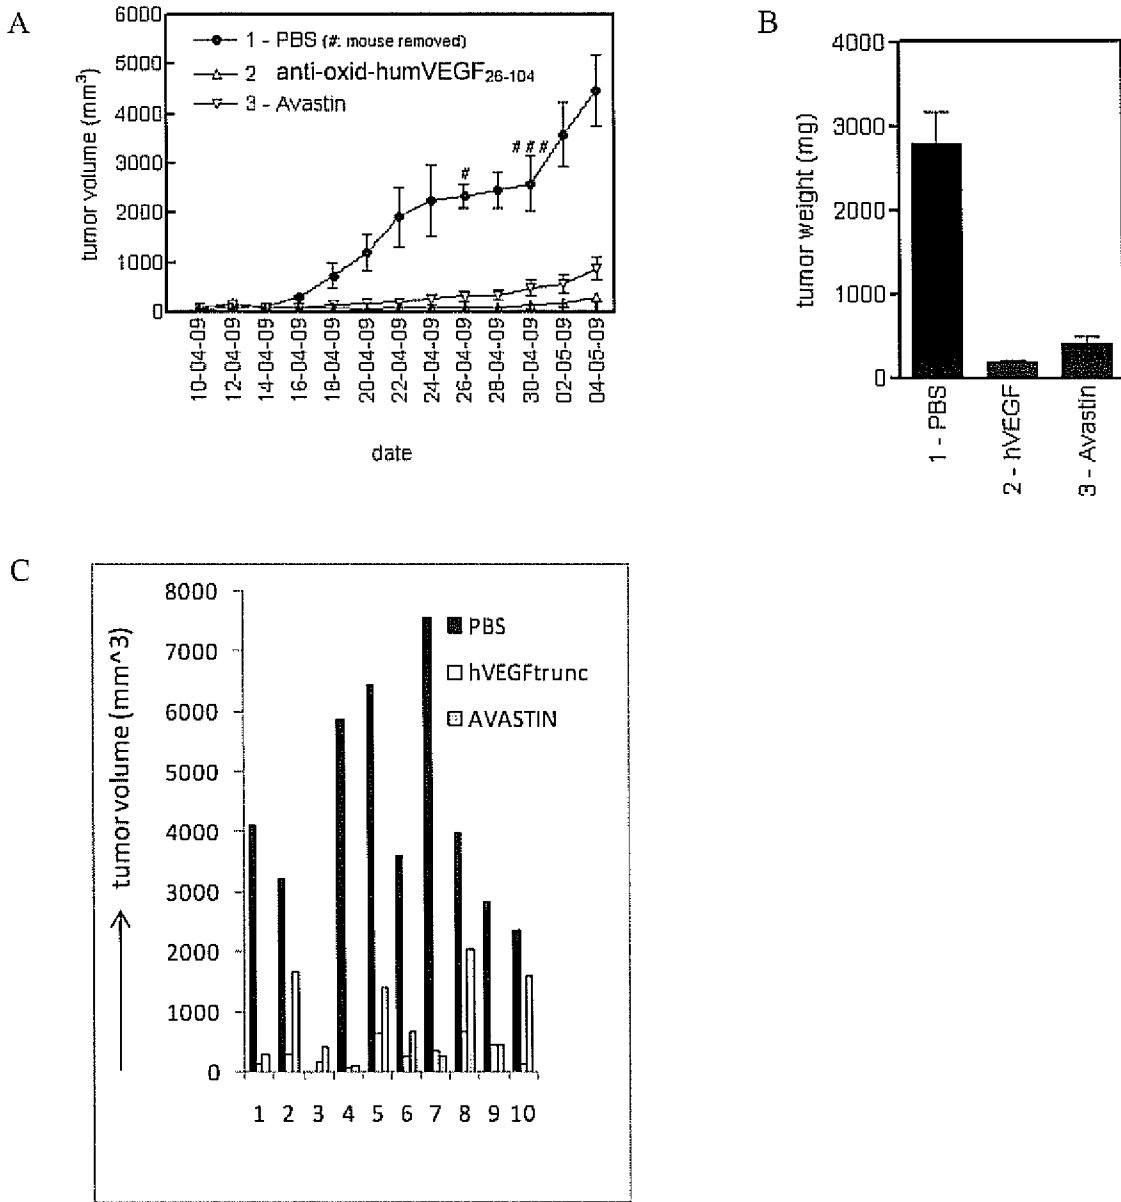 A
tumor volume (mm³)
6000
5000
4000
3000
2000
1000
0
1 - PBS (#: mouse removed)
2 anti-oxid-humVEGF26-104
3 - Avastin
#
# # #
10-04-09
12-04-09
14-04-09
16-04-09
18-04-09
20-04-09
22-04-09
24-04-09
26-04-09
28-04-09
30-04-09
02-05-09
04-05-09
date
B
tumor weight (mg)
4000
3000
2000
1000
0
1 - PBS
2 - hVEGF
3 - Avastin
C
tumor volume (mm^3)
8000
7000
6000
5000
4000
3000
2000
1000
0
PBS
hVEGFtrunc
AVASTIN
1 2 3 4 5 6 7 8 9 10